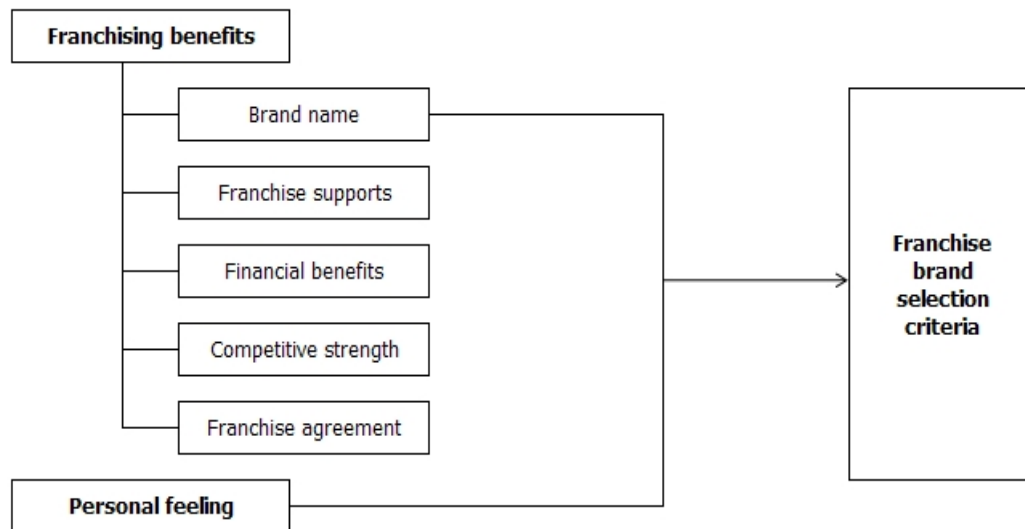 Franchising benefits
Brand name
Franchise supports
Financial benefits
Competitive strength
Franchise agreement
Personal feeling
Franchise
brand
selection
criteria